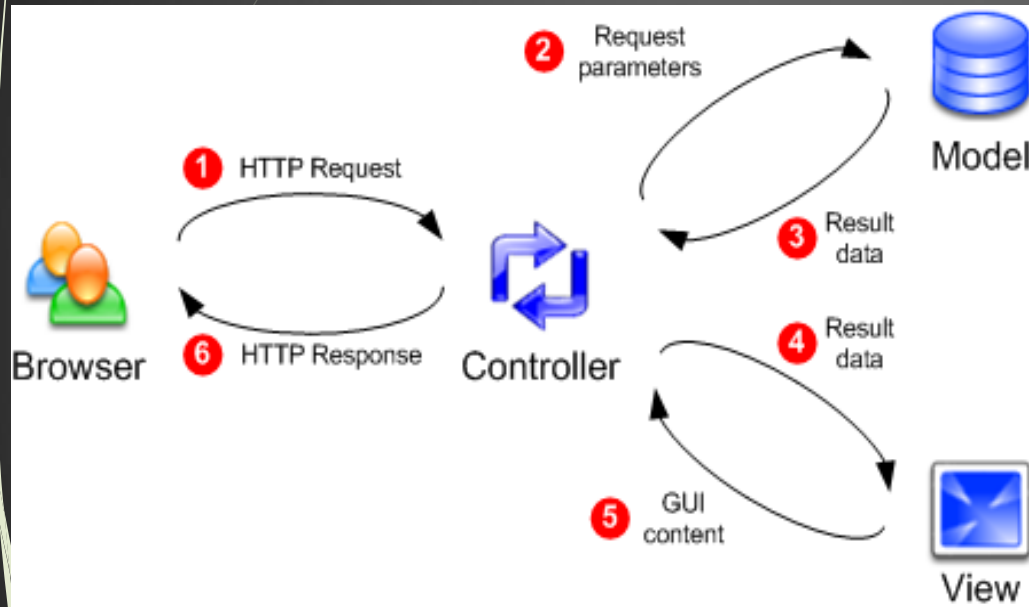 2
Request
parameters
Model
1 HTTP Request
3
Result
data
Browser
6 HTTP Response
Controller
4
Result
data
5
GUI
content
View